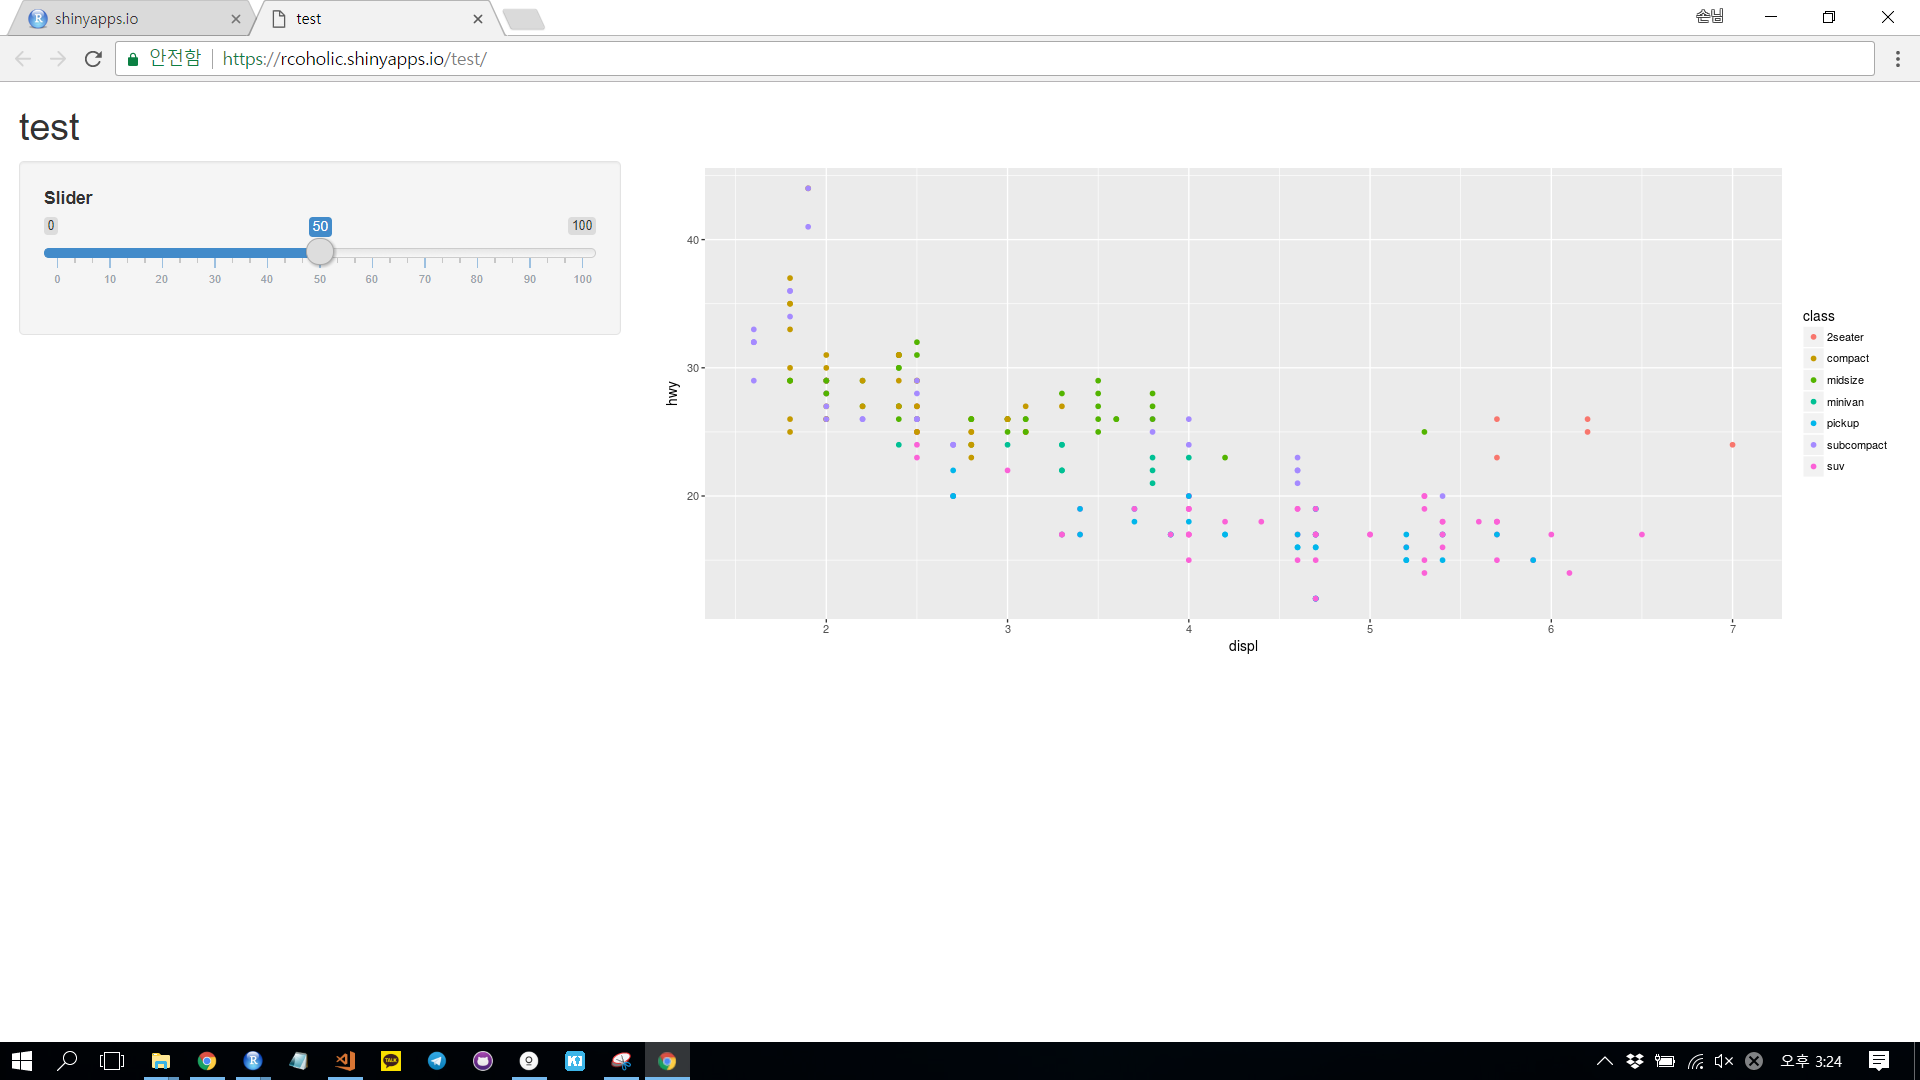 shinyapps.io
test
손님
안전함
https://rcoholic.shinyapps.io/test/
test
Slider
0
50
100
0 10 20 30 40 50 60 70 80 90 100
hwy
40
30
20
2 3 4 5 6 7
displ
class
2seater
compact
midsize
minivan
pickup
subcompact
suv
TALK
오후 3:24